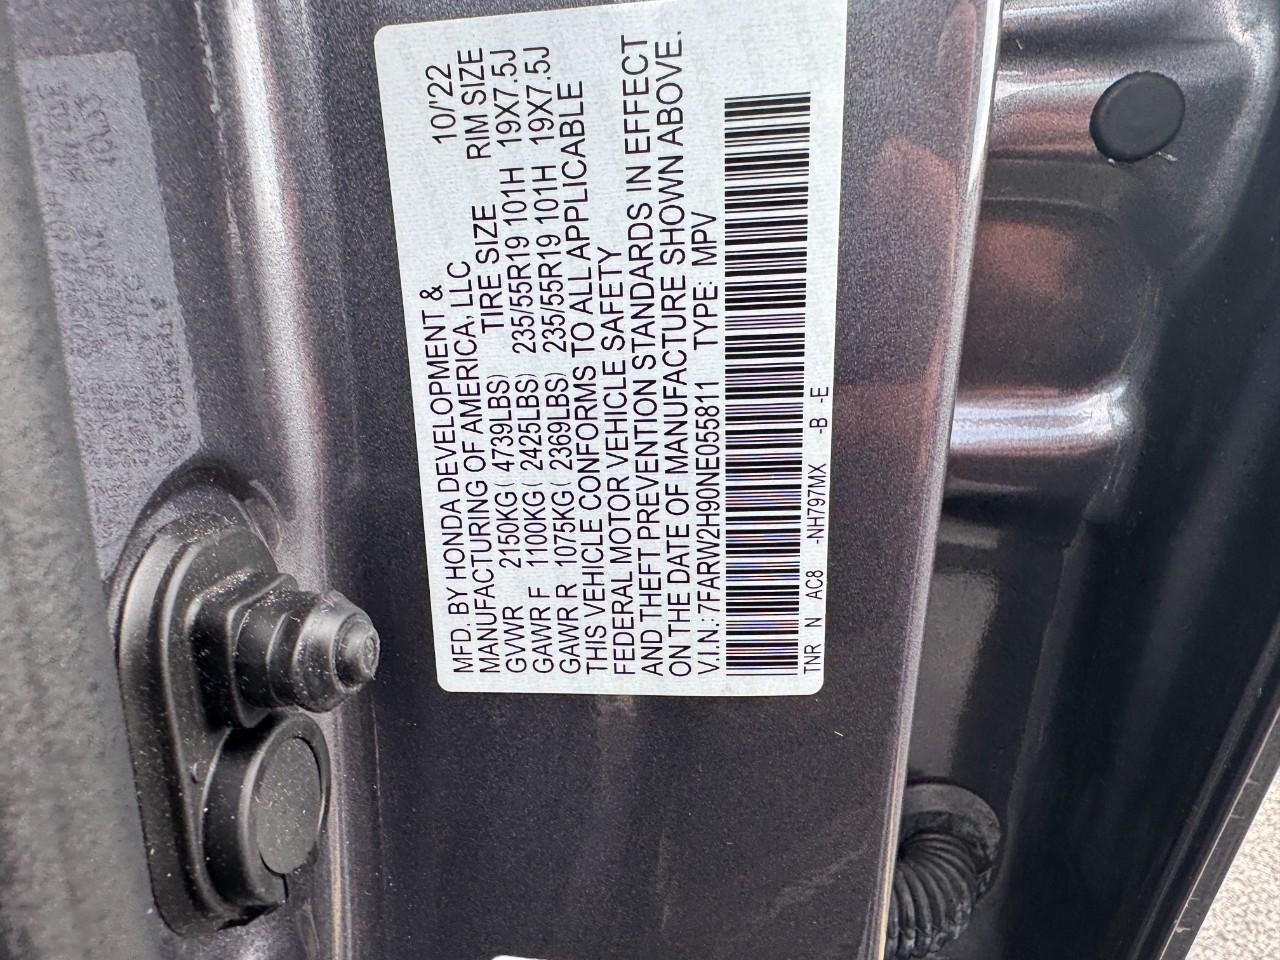 MFD. BY HONDA DEVELOPMENT & 10/'22
MANUFACTURING OF AMERICA, LLC TIRE SIZE RIM SIZE
GVWR 2150KG ( 4739LBS)
GAWR F 1100KG ( 2425LBS) 235/55R19 101H 19X7.5J
GAWR R 1075KG ( 2369LBS) 235/55R19 101H 19X7.5J
THIS VEHICLE CONFORMS TO ALL APPLICABLE
FEDERAL MOTOR VEHICLE SAFETY
AND THEFT PREVENTION STANDARDS IN EFFECT
ON THE DATE OF MANUFACTURE SHOWN ABOVE.
V.I.N.: 7FARW2H90NE055811 TYPE: MPV
TNR N AC8 -NH797MX -B -E